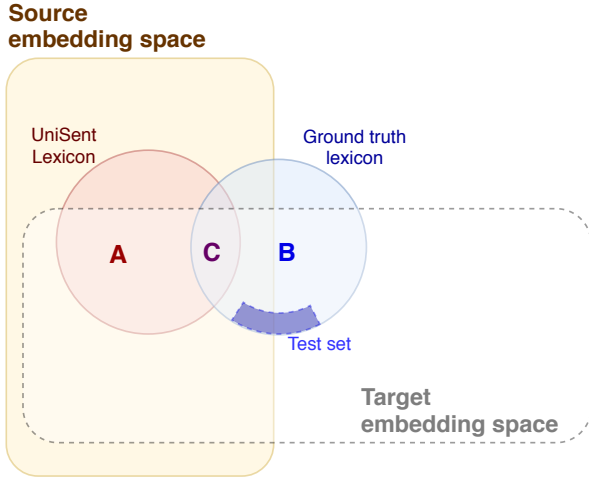 Source
embedding space
UniSent
Lexicon
Ground truth
lexicon
A
C
B
Test set
Target
embedding space